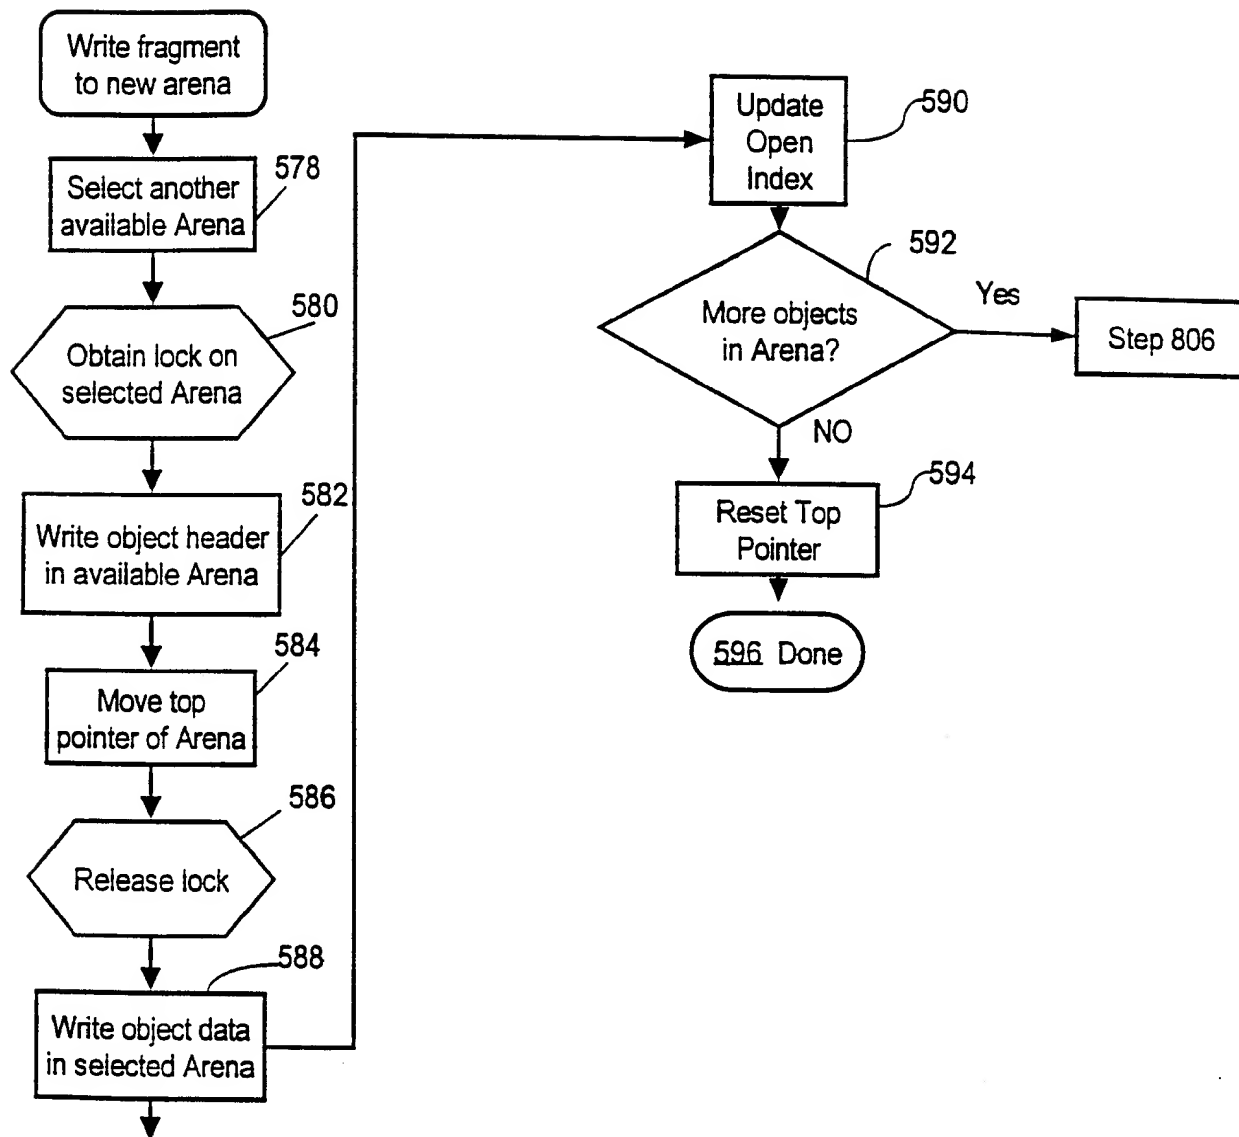 Write fragment
to new arena
578
Select another
available Arena
580
Obtain lock on
selected Arena
582
Write object header
in available Arena
584
Move top
pointer of Arena
586
Release lock
588
Write object data
in selected Arena
590
Update
Open
Index
592
More objects
in Arena?
Yes
Step 806
NO
594
Reset Top
Pointer
596 Done